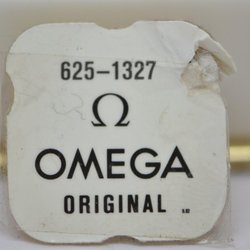 625-1327
Ω
OMEGA
ORIGINAL